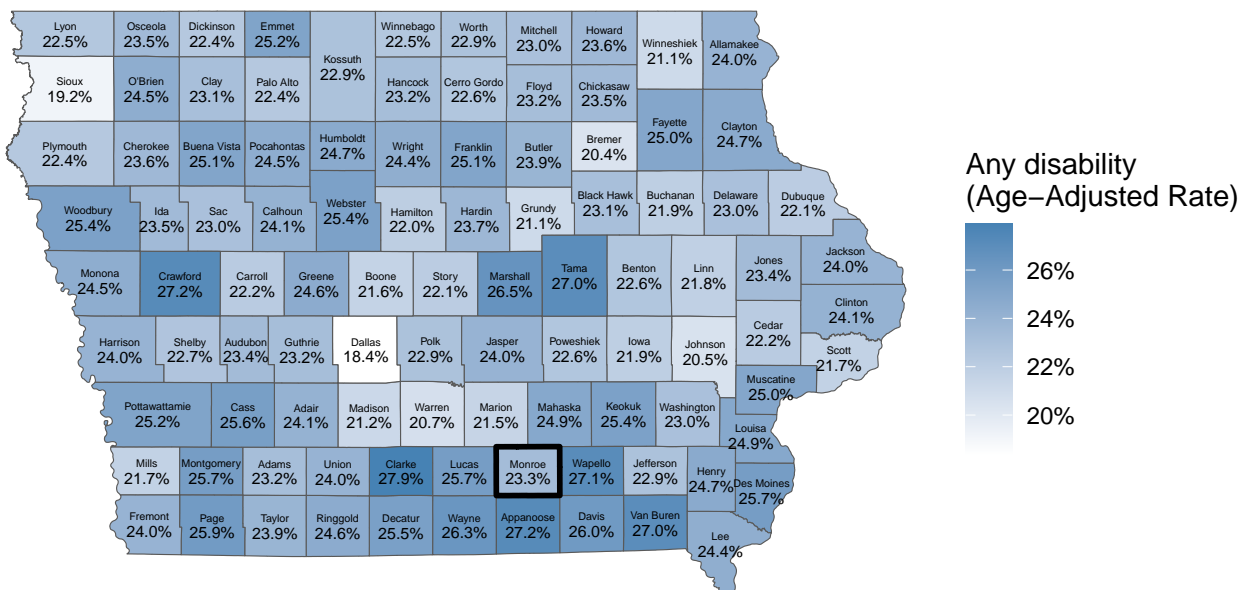 Lyon
22.5%
Osceola
23.5%
Dickinson
22.4%
Emmet
25.2%
Kossuth
22.9%
Winnebago
22.5%
Worth
22.9%
Mitchell
23.0%
Howard
23.6%
Winneshiek
21.1%
Allamakee
24.0%
Sioux
19.2%
O'Brien
24.5%
Clay
23.1%
Palo Alto
22.4%
Hancock
23.2%
Cerro Gordo
22.6%
Floyd
23.2%
Chickasaw
23.5%
Fayette
25.0%
Clayton
24.7%
Plymouth
22.4%
Cherokee
23.6%
Buena Vista
25.1%
Pocahontas
24.5%
Humboldt
24.7%
Wright
24.4%
Franklin
25.1%
Butler
23.9%
Bremer
20.4%
Woodbury
25.4%
Ida
23.5%
Sac
23.0%
Calhoun
24.1%
Webster
25.4%
Hamilton
22.0%
Hardin
23.7%
Grundy
21.1%
Black Hawk
23.1%
Buchanan
21.9%
Delaware
23.0%
Dubuque
22.1%
Monona
24.5%
Crawford
27.2%
Carroll
22.2%
Greene
24.6%
Boone
21.6%
Story
22.1%
Marshall
26.5%
Tama
27.0%
Benton
22.6%
Linn
21.8%
Jones
23.4%
Jackson
24.0%
Clinton
24.1%
Harrison
24.0%
Shelby
22.7%
Audubon
23.4%
Guthrie
23.2%
Dallas
18.4%
Polk
22.9%
Jasper
24.0%
Poweshiek
22.6%
Iowa
21.9%
Johnson
20.5%
Cedar
22.2%
Scott
21.7%
Muscatine
25.0%
Pottawattamie
25.2%
Cass
25.6%
Adair
24.1%
Madison
21.2%
Warren
20.7%
Marion
21.5%
Mahaska
24.9%
Keokuk
25.4%
Washington
23.0%
Louisa
24.9%
Mills
21.7%
Montgomery
25.7%
Adams
23.2%
Union
24.0%
Clarke
27.9%
Lucas
25.7%
Monroe
23.3%
Wapello
27.1%
Jefferson
22.9%
Henry
24.7%
Des Moines
25.7%
Fremont
24.0%
Page
25.9%
Taylor
23.9%
Ringgold
24.6%
Decatur
25.5%
Wayne
26.3%
Appanoose
27.2%
Davis
26.0%
Van Buren
27.0%
Lee
24.4%
Any disability
(Age−Adjusted Rate)
26%
24%
22%
20%